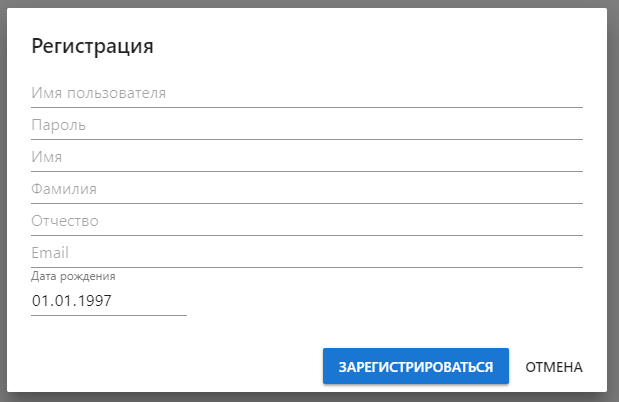 Регистрация
Имя пользователя
Пароль
Имя
Фамилия
Отчество
Email
Дата рождения
01.01.1997
ЗАРЕГИСТРИРОВАТЬСЯ ОТМЕНА